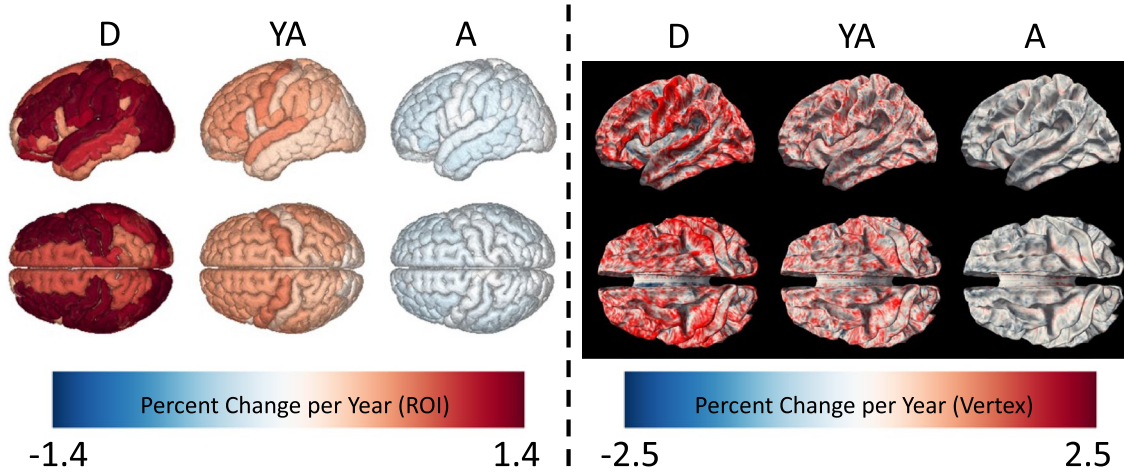 D YA A
D YA A
Percent Change per Year (ROI)
-1.4 1.4
Percent Change per Year (Vertex)
-2.5 2.5